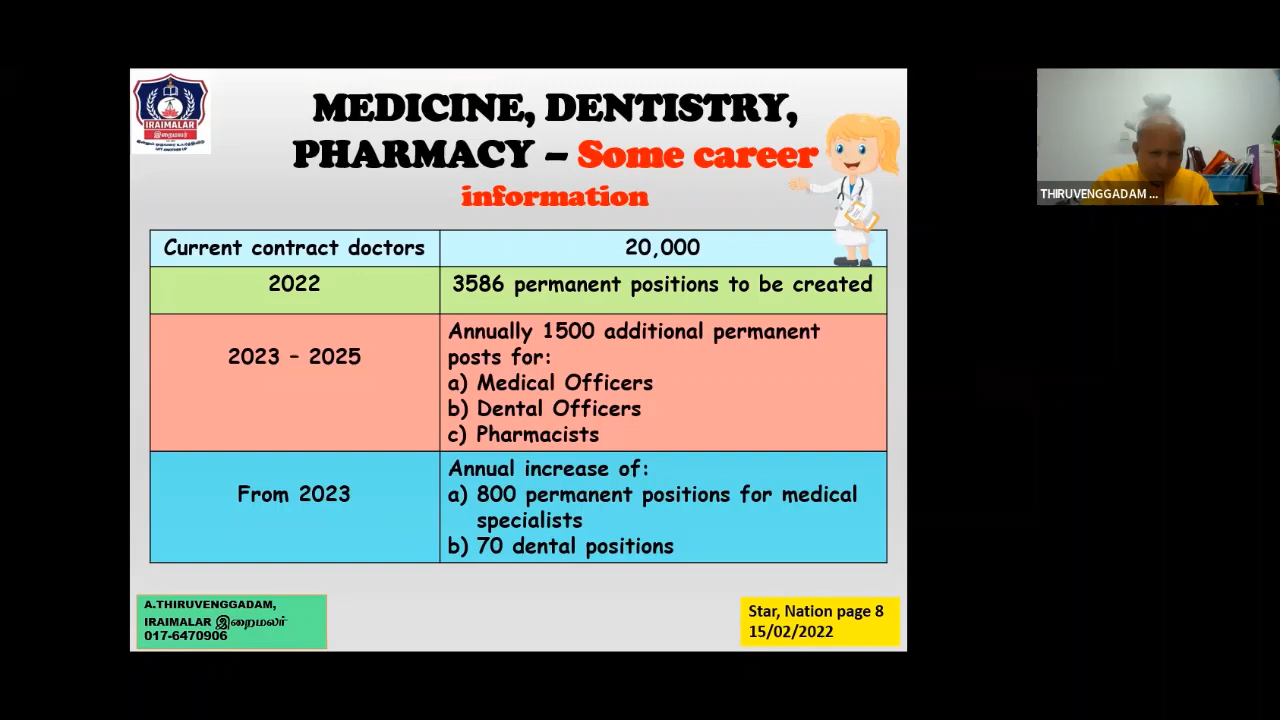 IRAIMALAR
இறைமலர்
MEDICINE, DENTISTRY,
PHARMACY – Some career
information
Current contract doctors
20,000
2022
3586 permanent positions to be created
2023 – 2025
Annually 1500 additional permanent
posts for:
a) Medical Officers
b) Dental Officers
c) Pharmacists
From 2023
Annual increase of:
a) 800 permanent positions for medical
specialists
b) 70 dental positions
A.THIRUVENGGADAM,
IRAIMALAR இறைமலர்
017-6470906
Star, Nation page 8
15/02/2022
THIRUVENGGADAM ...